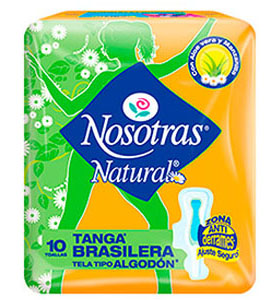 Con Aloe vera y Manzanilla
Nosotras®
Natural®
10
TOALLAS
TANGA
BRASILERA
TELA TIPO ALGODÓN
ZONA
ANTI
derrames
Ajuste Seguro